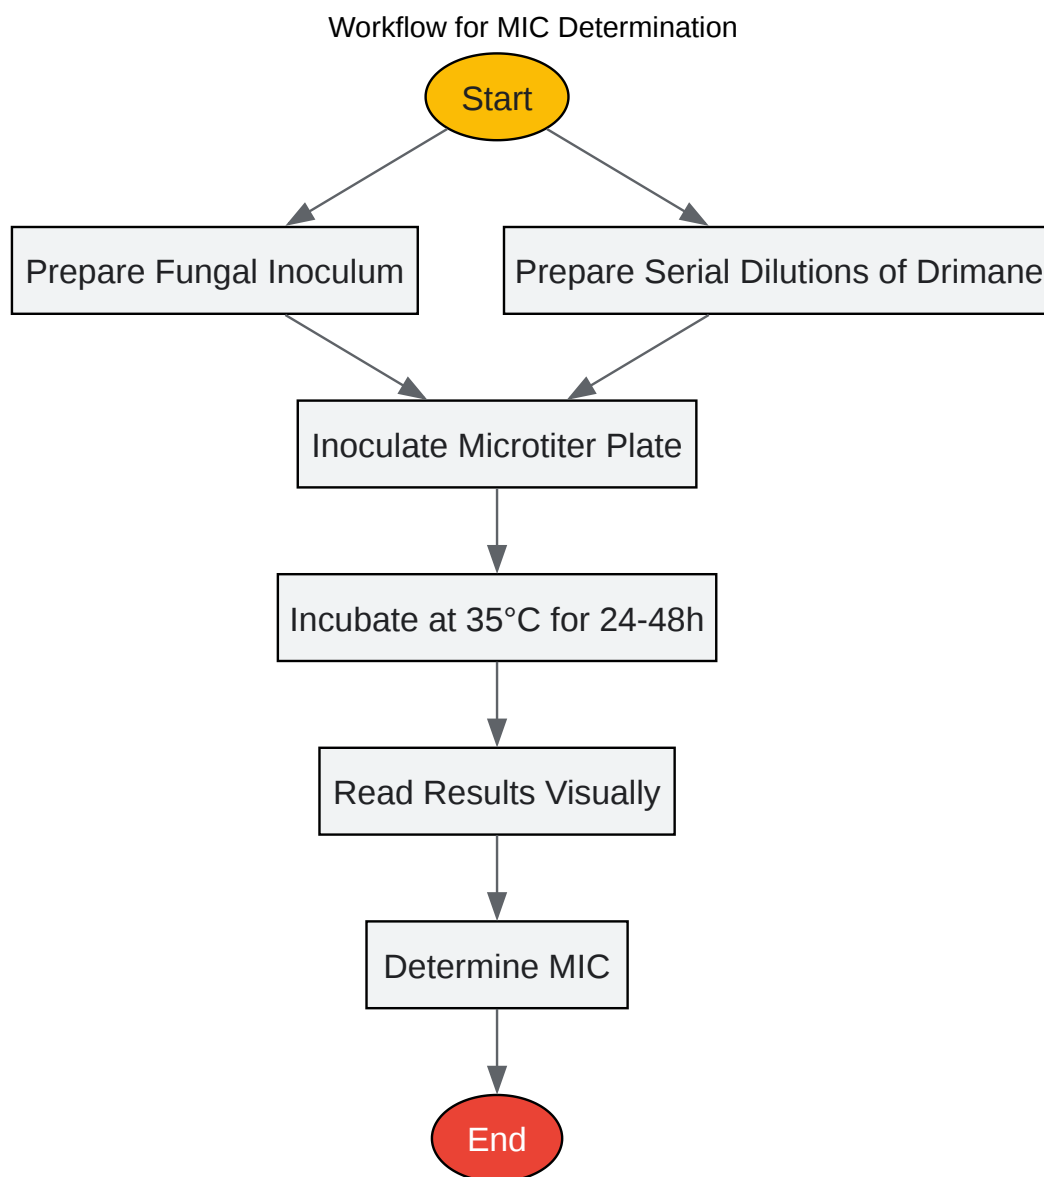 Workflow for MIC Determination
Start
Prepare Fungal Inoculum
Prepare Serial Dilutions of Drimane
Inoculate Microtiter Plate
Incubate at 35°C for 24-48h
Read Results Visually
Determine MIC
End